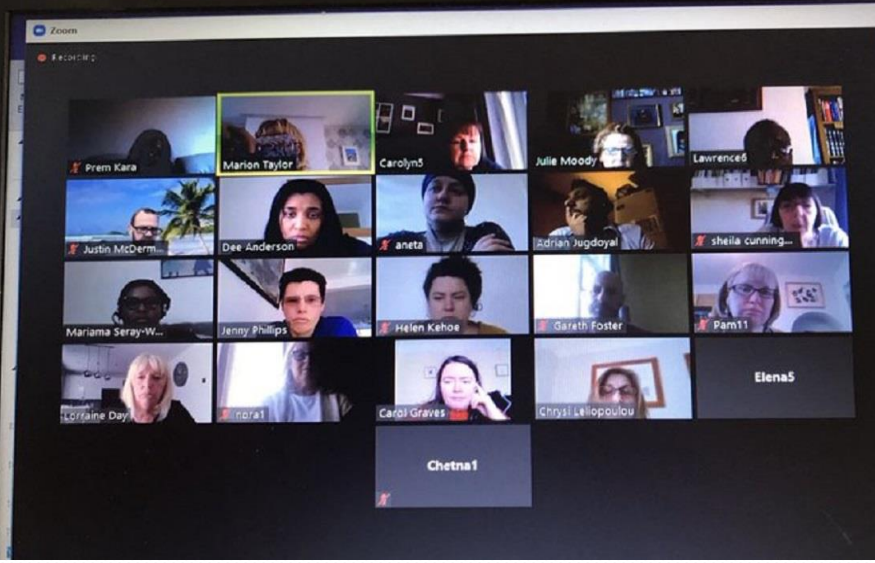 Zoom
Recording
Prem Kara
Marion Taylor
Carolyn5
Julie Moody
Lawrence6
Justin McDerm...
Dee Anderson
aneta
Adrian Jugdoyal
sheila cunning...
Mariama Seray-W...
Jenny Phillips
Helen Kehoe
Gareth Foster
Pam11
Lorraine Day
nora1
Carol Graves
Chrysi Leliopoulou
Elena5
Chetna1